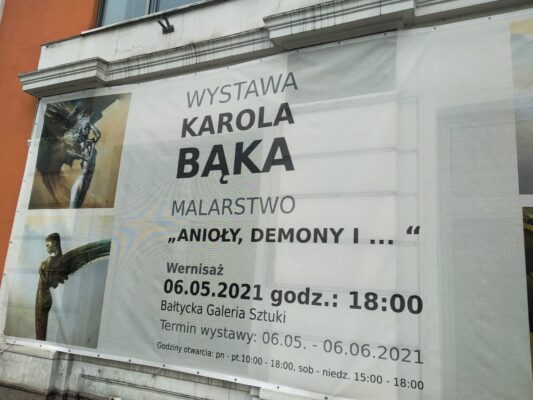 WYSTAWA
KAROLA
BĄKA
MALARSTWO
„ANIOŁY, DEMONY I ... “
Wernisaż
06.05.2021 godz.: 18:00
Bałtycka Galeria Sztuki
Termin wystawy: 06.05. - 06.06.2021
Godziny otwarcia: pn - pt.10:00 - 18:00, sob - niedz. 15:00 - 18:00